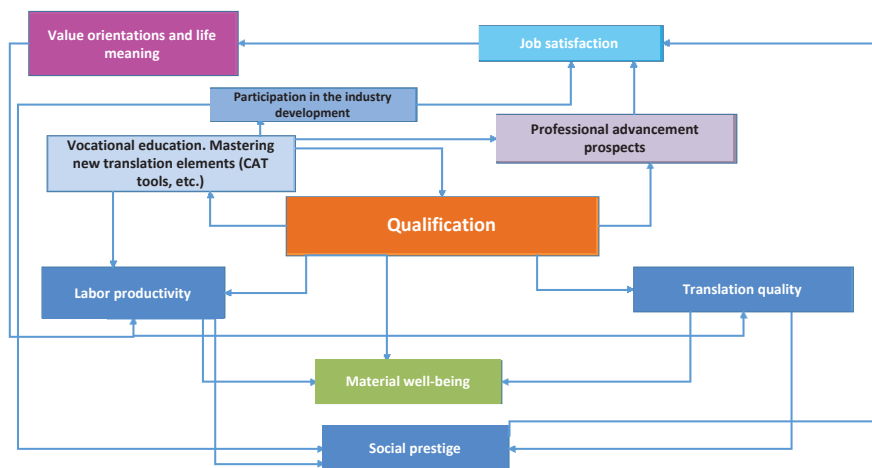 Value orientations and life
meaning
Job satisfaction
Participation in the industry
development
Professional advancement
prospects
Vocational education. Mastering
new translation elements (CAT
tools, etc.)
Qualification
Labor productivity
Translation quality
Material well-being
Social prestige